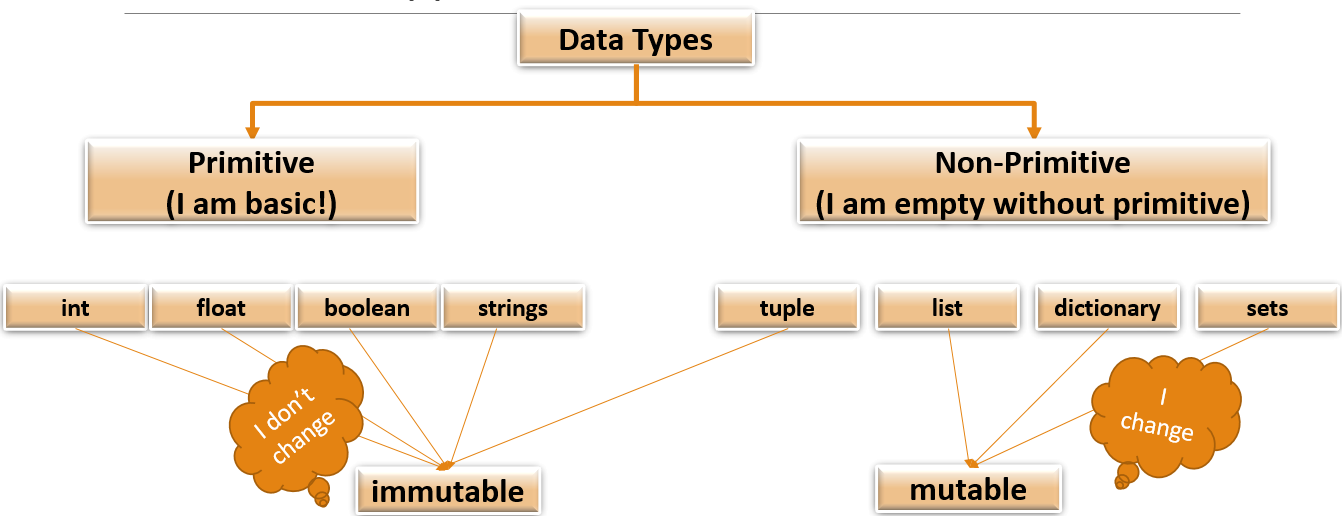 Data Types
Primitive
(I am basic!)
Non-Primitive
(I am empty without primitive)
int
float
boolean
strings
tuple
list
dictionary
sets
I don't
change
I
change
immutable
mutable